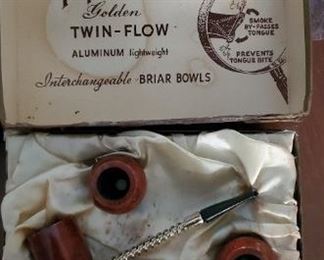 Golden
TWIN-FLOW
ALUMINUM lightweight
Interchangeable BRIAR BOWLS
SMOKE
BY-PASSES
TONGUE
PREVENTS
TONGUE BITE